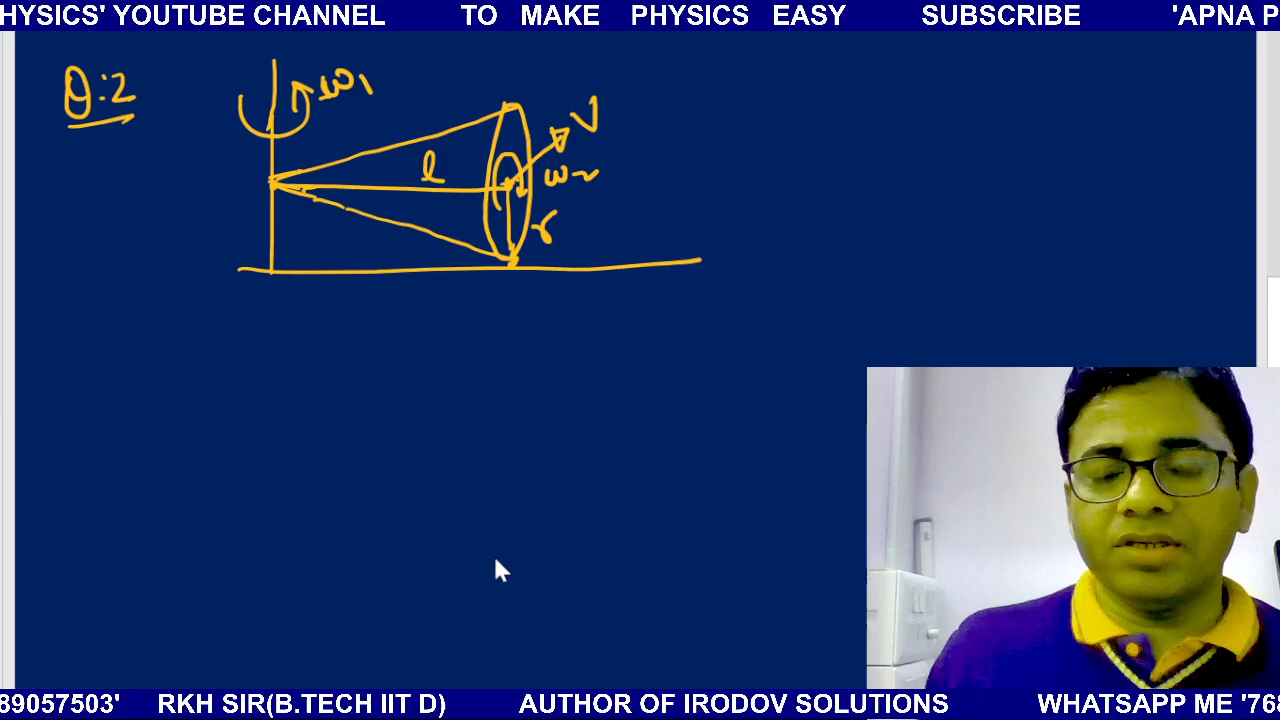 HYSICS' YOUTUBE CHANNEL TO MAKE PHYSICS EASY SUBSCRIBE 'APNA P
Q:2
ω1
l
V
ω2
r
89057503' RKH SIR(B.TECH IIT D) AUTHOR OF IRODOV SOLUTIONS WHATSAPP ME '768